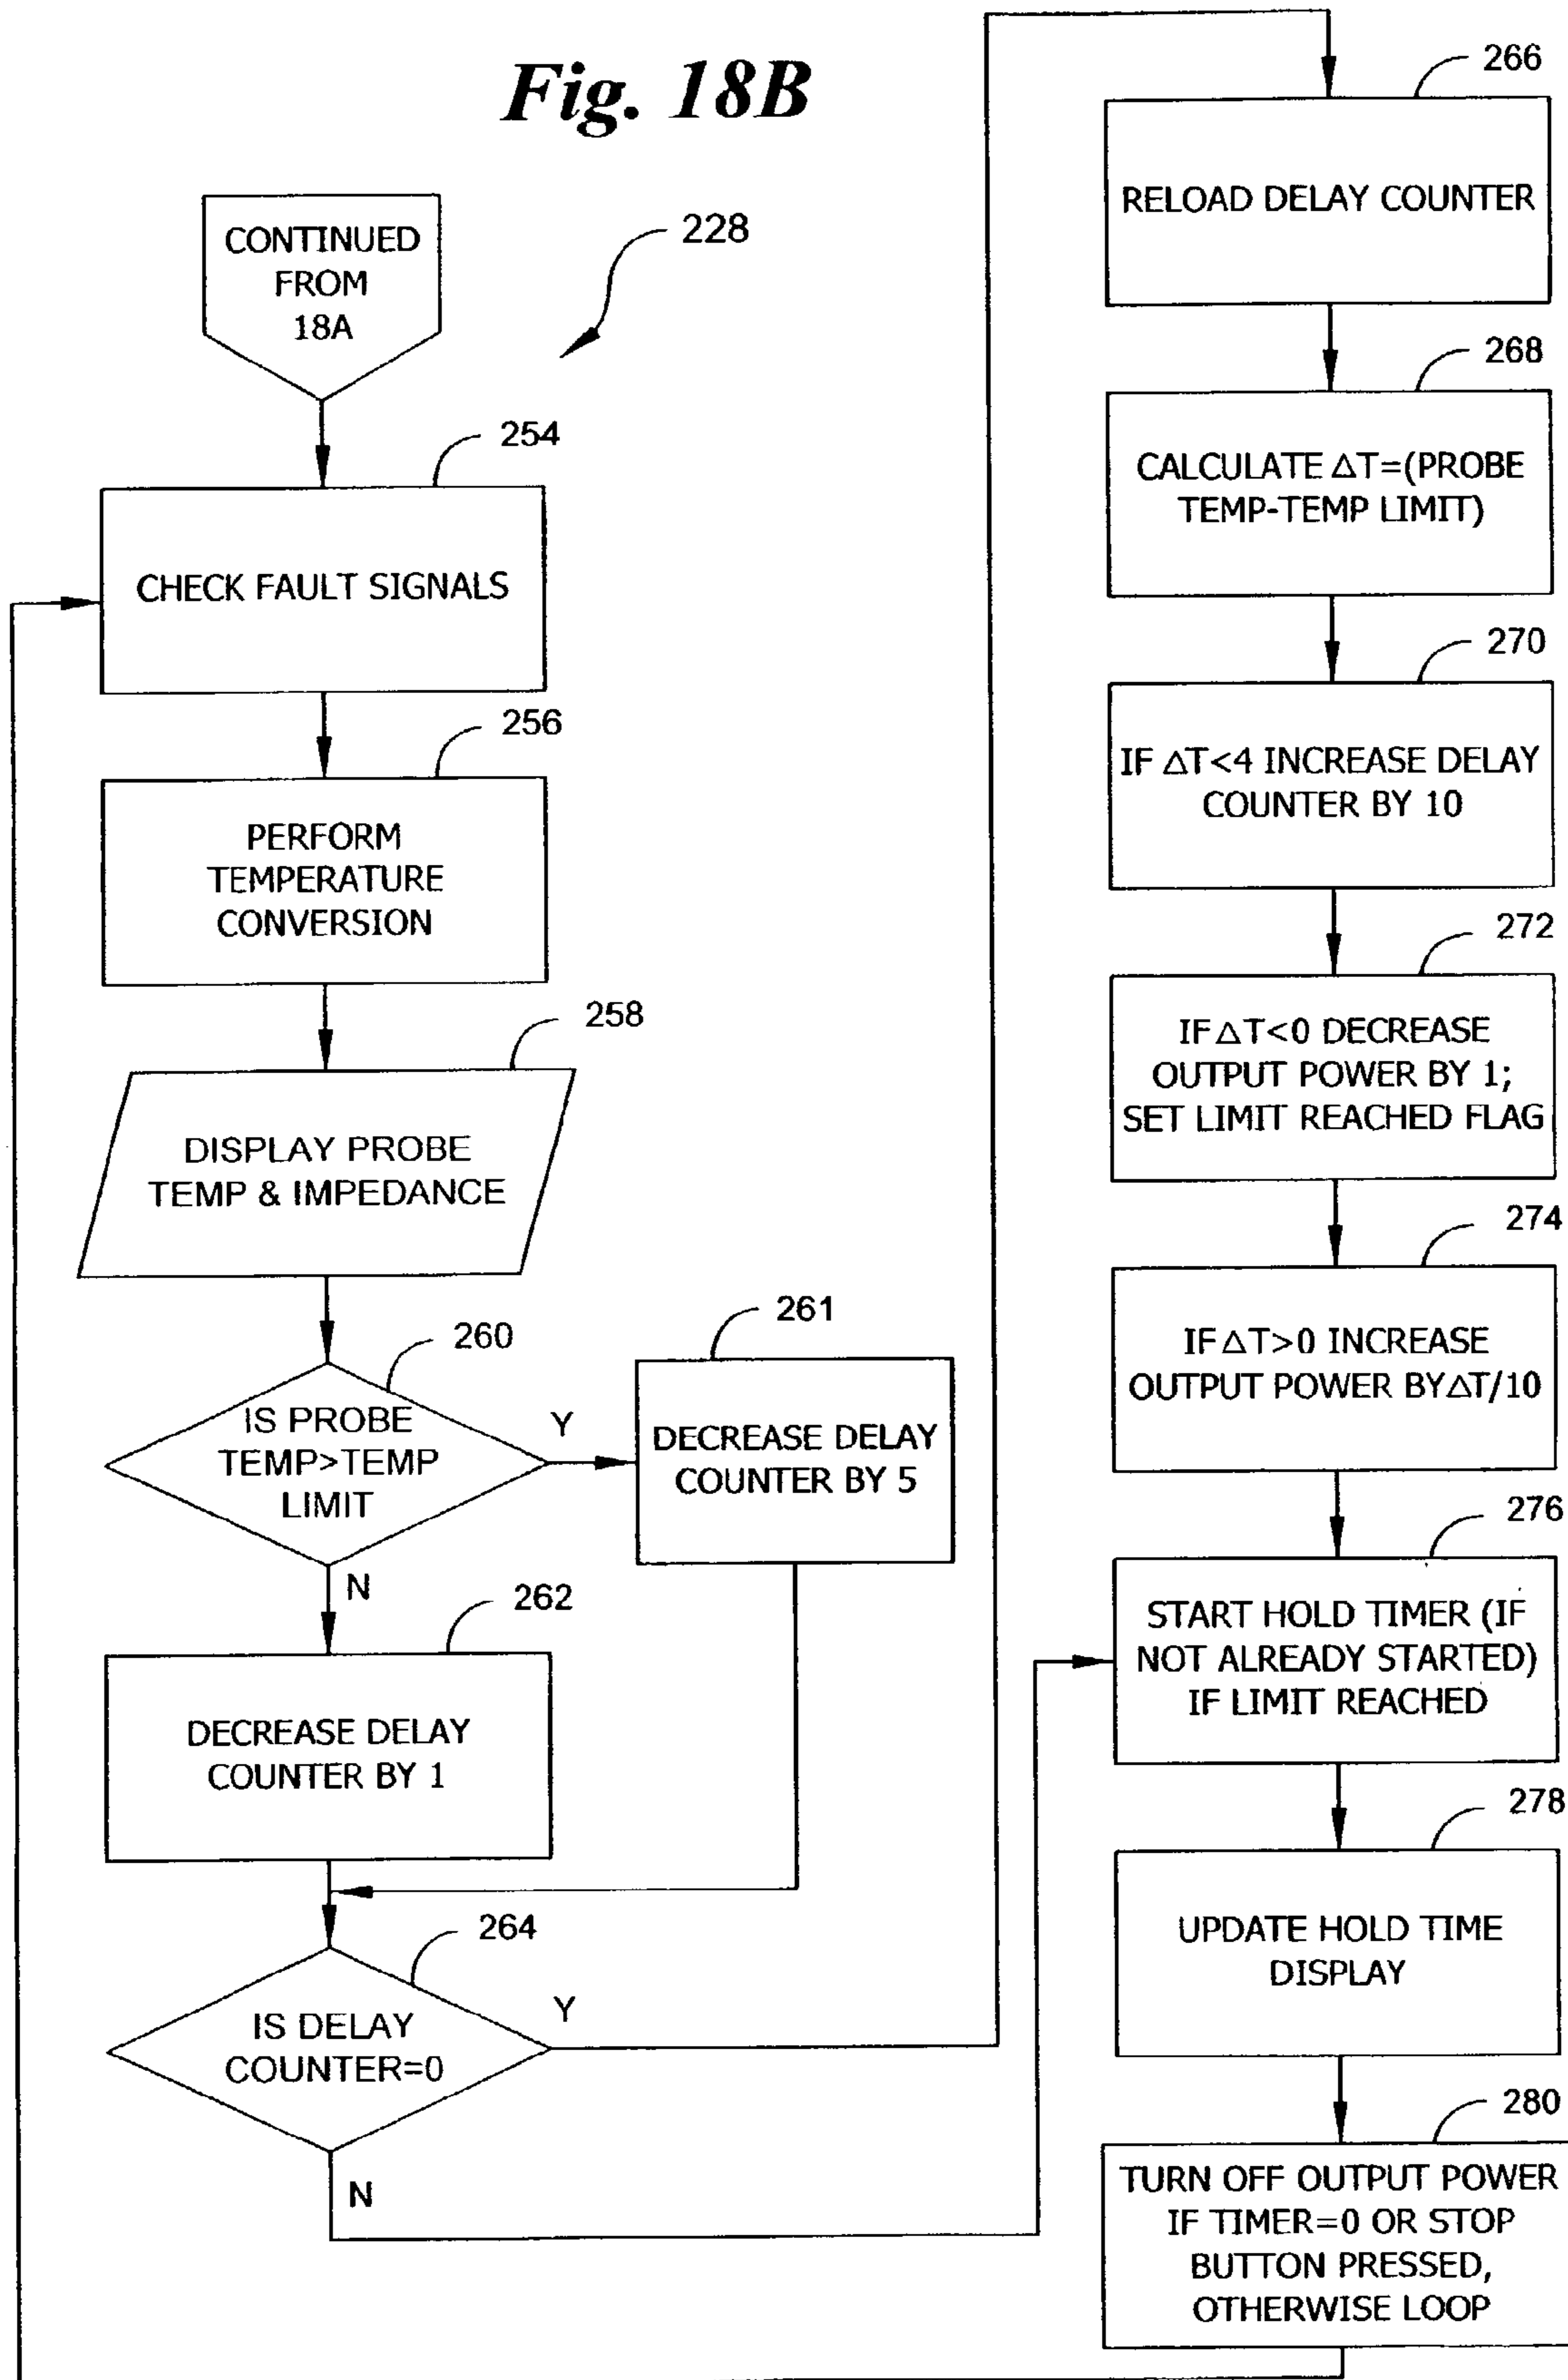 Fig. 18B
CONTINUED
FROM
18A
228
254
CHECK FAULT SIGNALS
256
PERFORM
TEMPERATURE
CONVERSION
258
DISPLAY PROBE
TEMP & IMPEDANCE
260
IS PROBE
TEMP>TEMP
LIMIT
Y
N
261
DECREASE DELAY
COUNTER BY 5
262
DECREASE DELAY
COUNTER BY 1
264
IS DELAY
COUNTER=0
Y
N
266
RELOAD DELAY COUNTER
268
CALCULATE △T=(PROBE
TEMP-TEMP LIMIT)
270
IF △T<4 INCREASE DELAY
COUNTER BY 10
272
IF △T<0 DECREASE
OUTPUT POWER BY 1;
SET LIMIT REACHED FLAG
274
IF △T>0 INCREASE
OUTPUT POWER BY△T/10
276
START HOLD TIMER (IF
NOT ALREADY STARTED)
IF LIMIT REACHED
278
UPDATE HOLD TIME
DISPLAY
280
TURN OFF OUTPUT POWER
IF TIMER=0 OR STOP
BUTTON PRESSED,
OTHERWISE LOOP